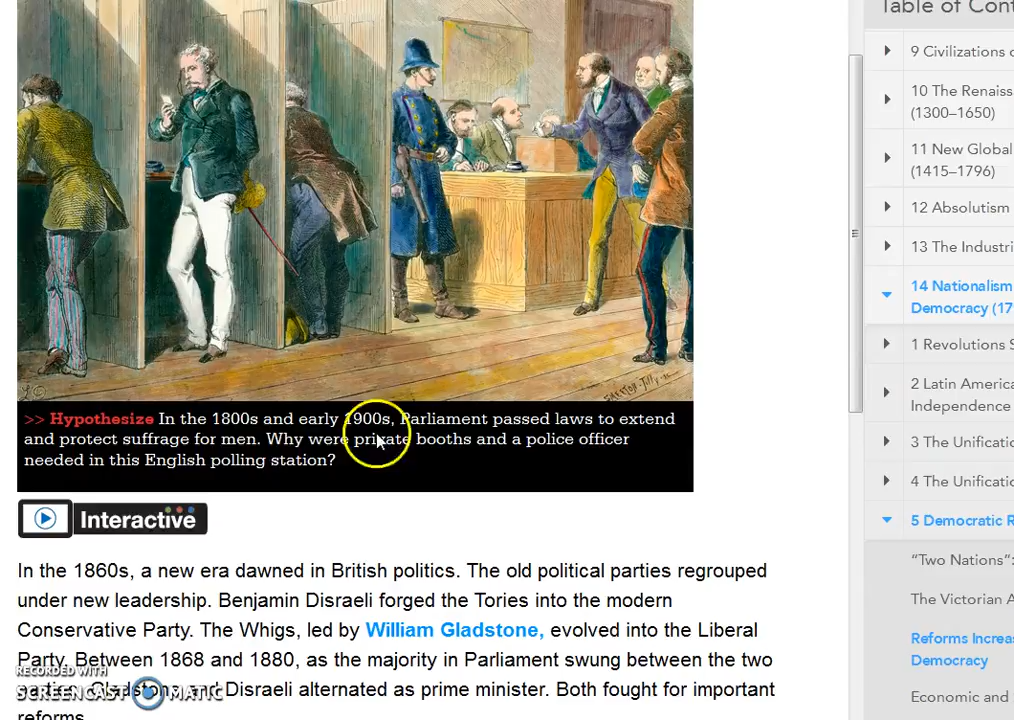 Table of Cont
9 Civilizations o
10 The Renaiss
(1300–1650)
11 New Global
(1415–1796)
12 Absolutism
13 The Industri
14 Nationalism
Democracy (17
1 Revolutions S
2 Latin America
Independence
3 The Unificati
4 The Unificati
5 Democratic R
"Two Nations":
The Victorian A
Reforms Increas
Democracy
Economic and
>> Hypothesize In the 1800s and early 1900s, Parliament passed laws to extend
and protect suffrage for men. Why were private booths and a police officer
needed in this English polling station?
Interactive
In the 1860s, a new era dawned in British politics. The old political parties regrouped
under new leadership. Benjamin Disraeli forged the Tories into the modern
Conservative Party. The Whigs, led by William Gladstone, evolved into the Liberal
Party. Between 1868 and 1880, as the majority in Parliament swung between the two
parties, Gladstone and Disraeli alternated as prime minister. Both fought for important
reforms.
RECORDED WITH
SCREENCAST MATIC